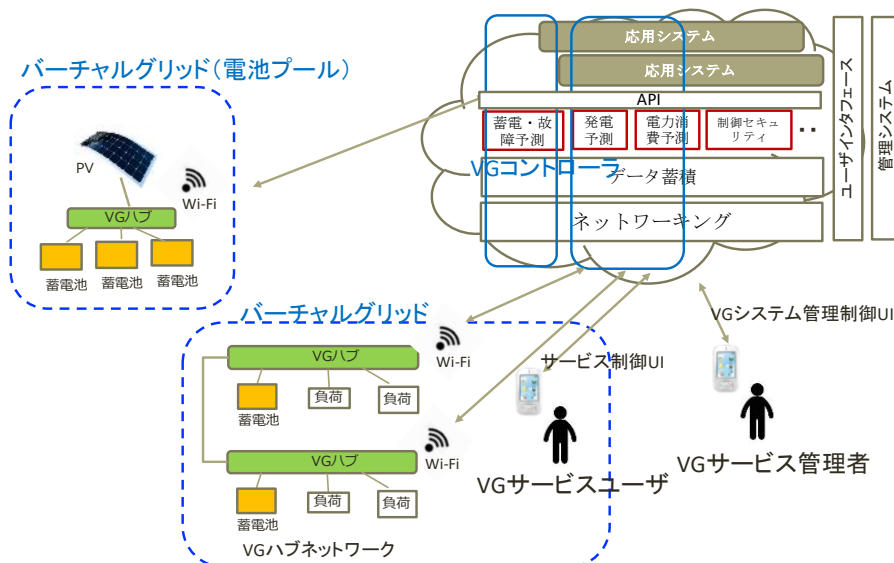 バーチャルグリッド(電池プール)
PV
Wi-Fi
VGハブ
蓄電池
蓄電池
蓄電池
応用システム
応用システム
API
蓄電・故
障予測
発電
予測
電力消
費予測
制御セキュ
リティ
・・
VGコントローラ
データ蓄積
ネットワーキング
ユーザインタフェース
管理システム
バーチャルグリッド
VGハブ
Wi-Fi
蓄電池
負荷
負荷
VGハブ
Wi-Fi
蓄電池
負荷
負荷
VGハブネットワーク
サービス制御UI
VGサービスユーザ
VGシステム管理制御UI
VGサービス管理者